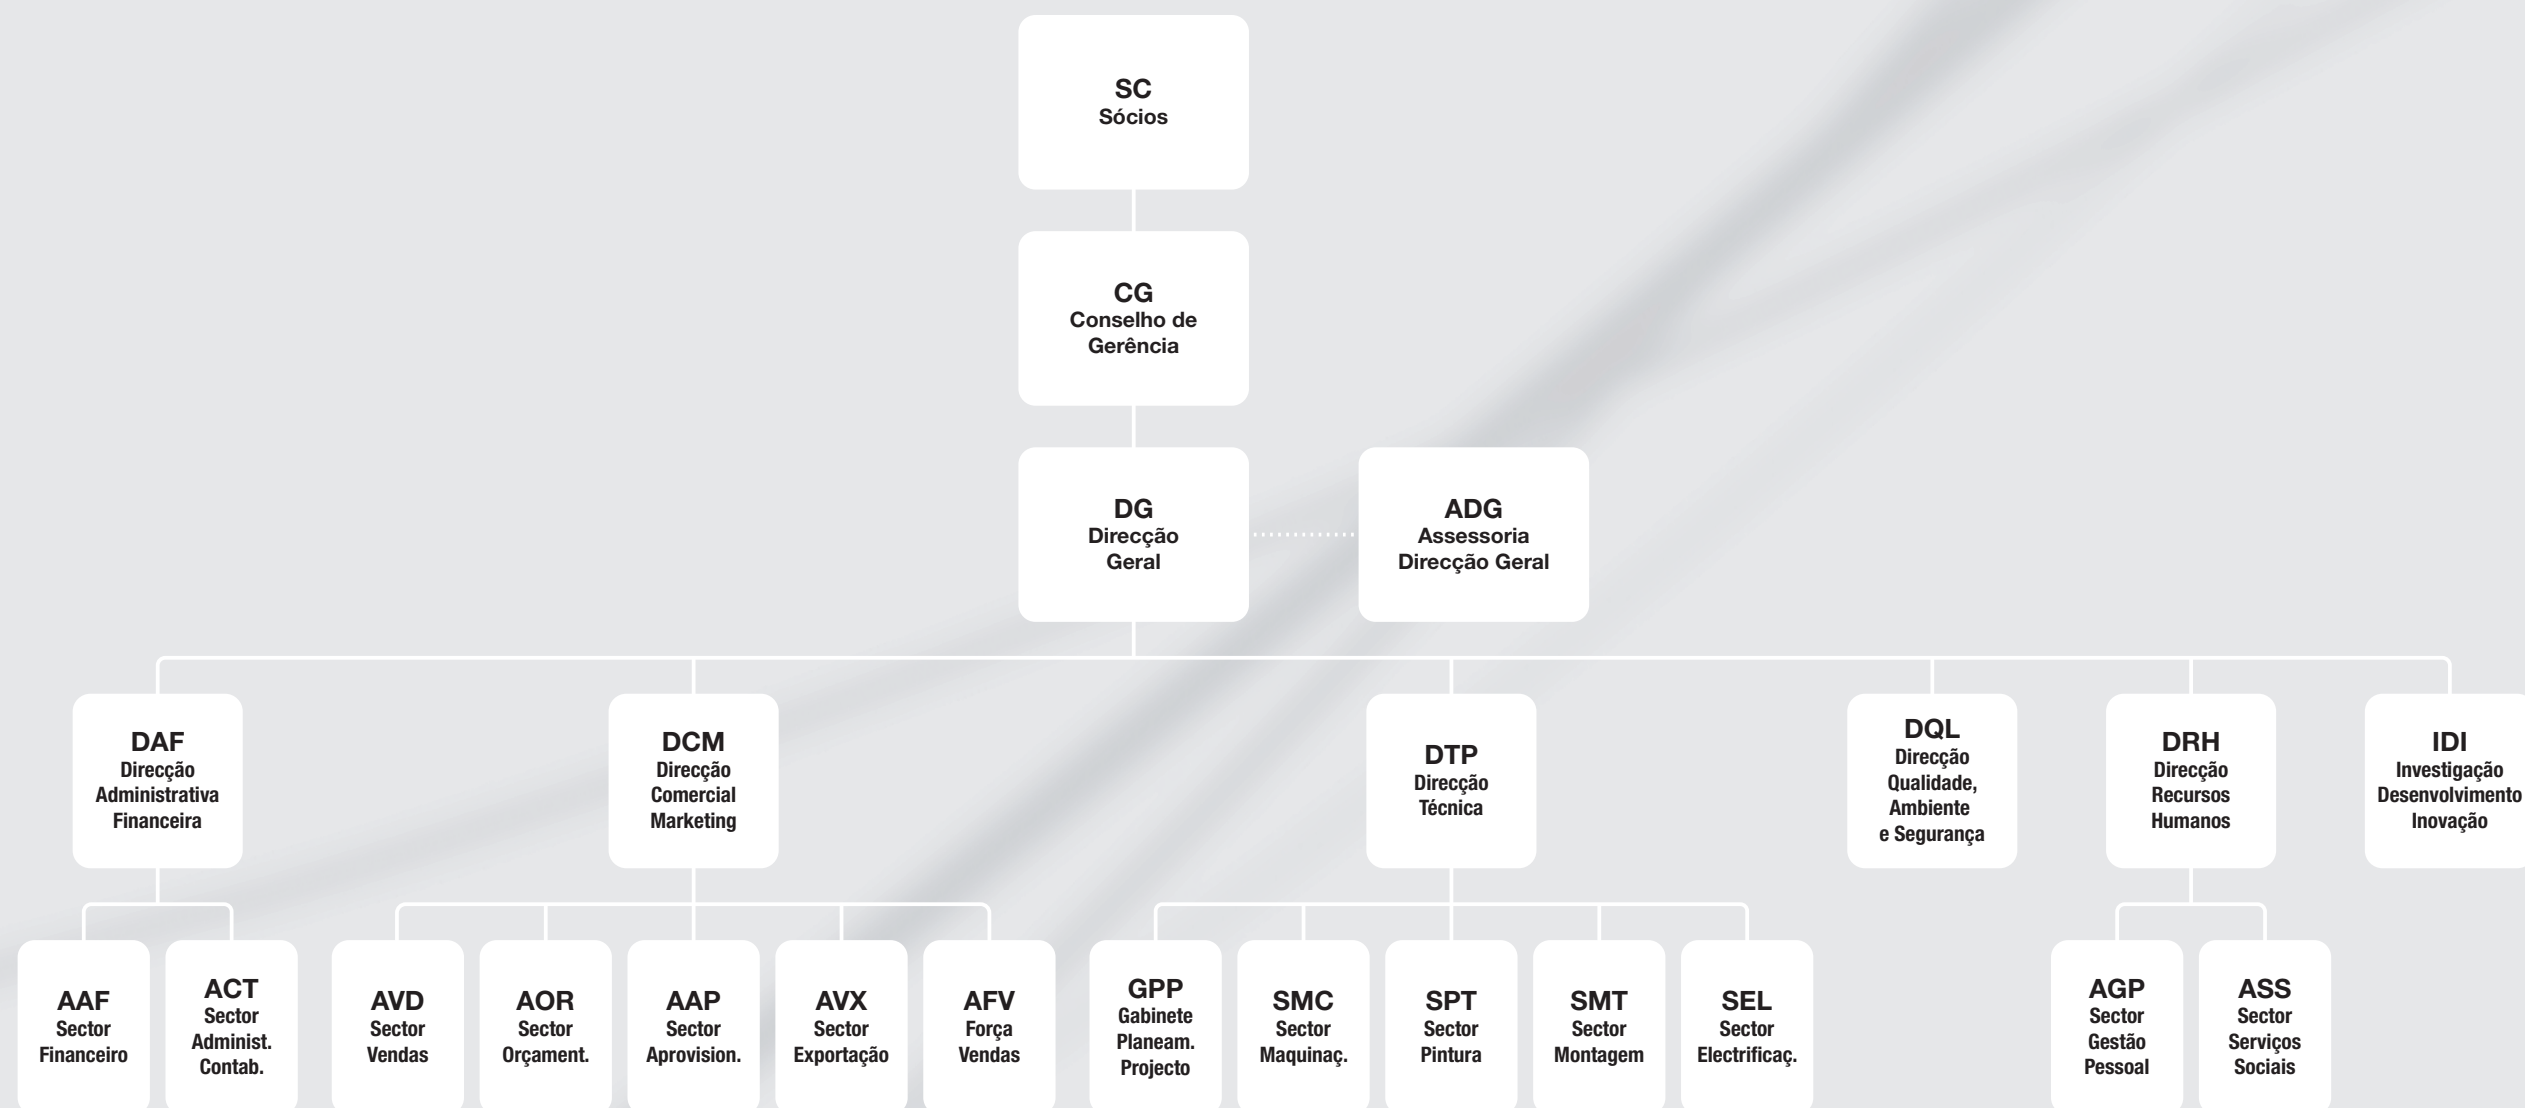 SC
Sócios
CG
Conselho de
Gerência
DG
Direcção
Geral
ADG
Assessoria
Direcção Geral
DAF
Direcção
Administrativa
Financeira
DCM
Direcção
Comercial
Marketing
DTP
Direcção
Técnica
DQL
Direcção
Qualidade,
Ambiente
e Segurança
DRH
Direcção
Recursos
Humanos
IDI
Investigação
Desenvolvimento
Inovação
AAF
Sector
Financeiro
ACT
Sector
Administ.
Contab.
AVD
Sector
Vendas
AOR
Sector
Orçament.
AAP
Sector
Aprovision.
AVX
Sector
Exportação
AFV
Força
Vendas
GPP
Gabinete
Planeam.
Projecto
SMC
Sector
Maquinaç.
SPT
Sector
Pintura
SMT
Sector
Montagem
SEL
Sector
Electrificaç.
AGP
Sector
Gestão
Pessoal
ASS
Sector
Serviços
Sociais